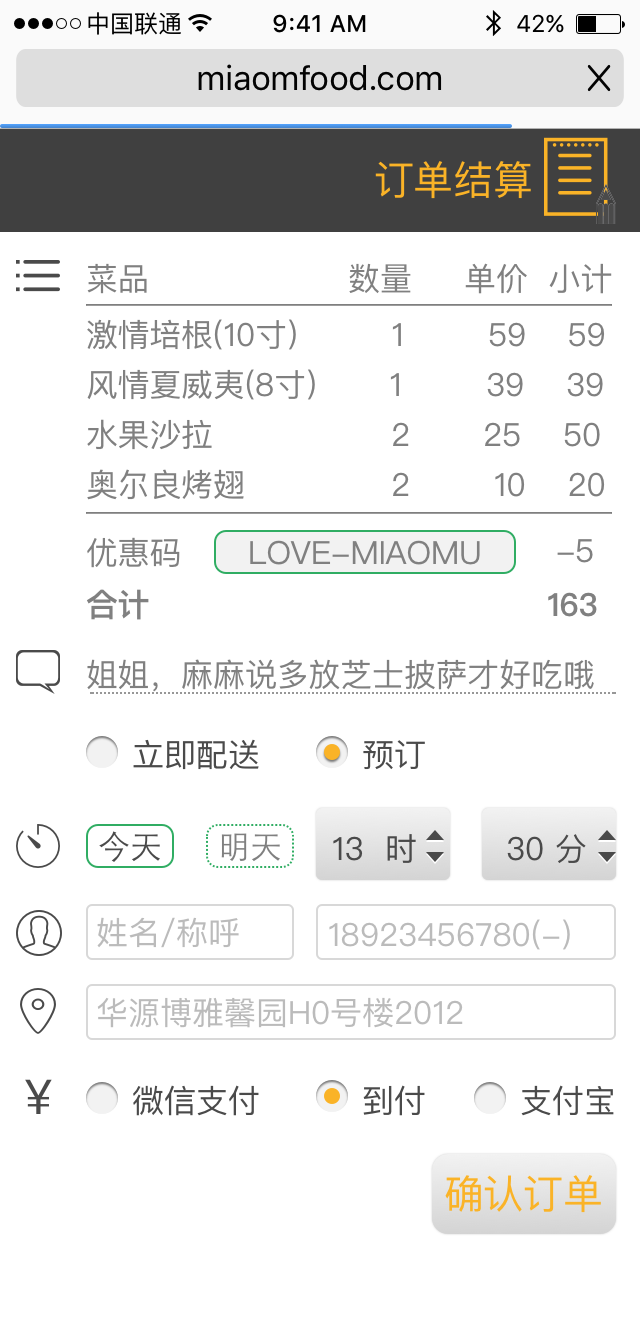 中国联通 9:41 AM 42%
miaomfood.com
订单结算
菜品 数量 单价 小计
激情培根(10寸) 1 59 59
风情夏威夷(8寸) 1 39 39
水果沙拉 2 25 50
奥尔良烤翅 2 10 20
优惠码 LOVE-MIAOMU -5
合计 163
姐姐，麻麻说多放芝士披萨才好吃哦
立即配送 预订
今天 明天 13 时 30 分
姓名/称呼 18923456780(-)
华源博雅馨园H0号楼2012
¥ 微信支付 到付 支付宝
确认订单